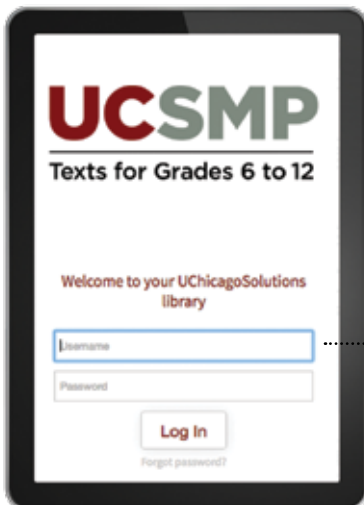 UCSMP
Texts for Grades 6 to 12
Welcome to your UChicagoSolutions
library
Username
Password
Log In
Forgot password?